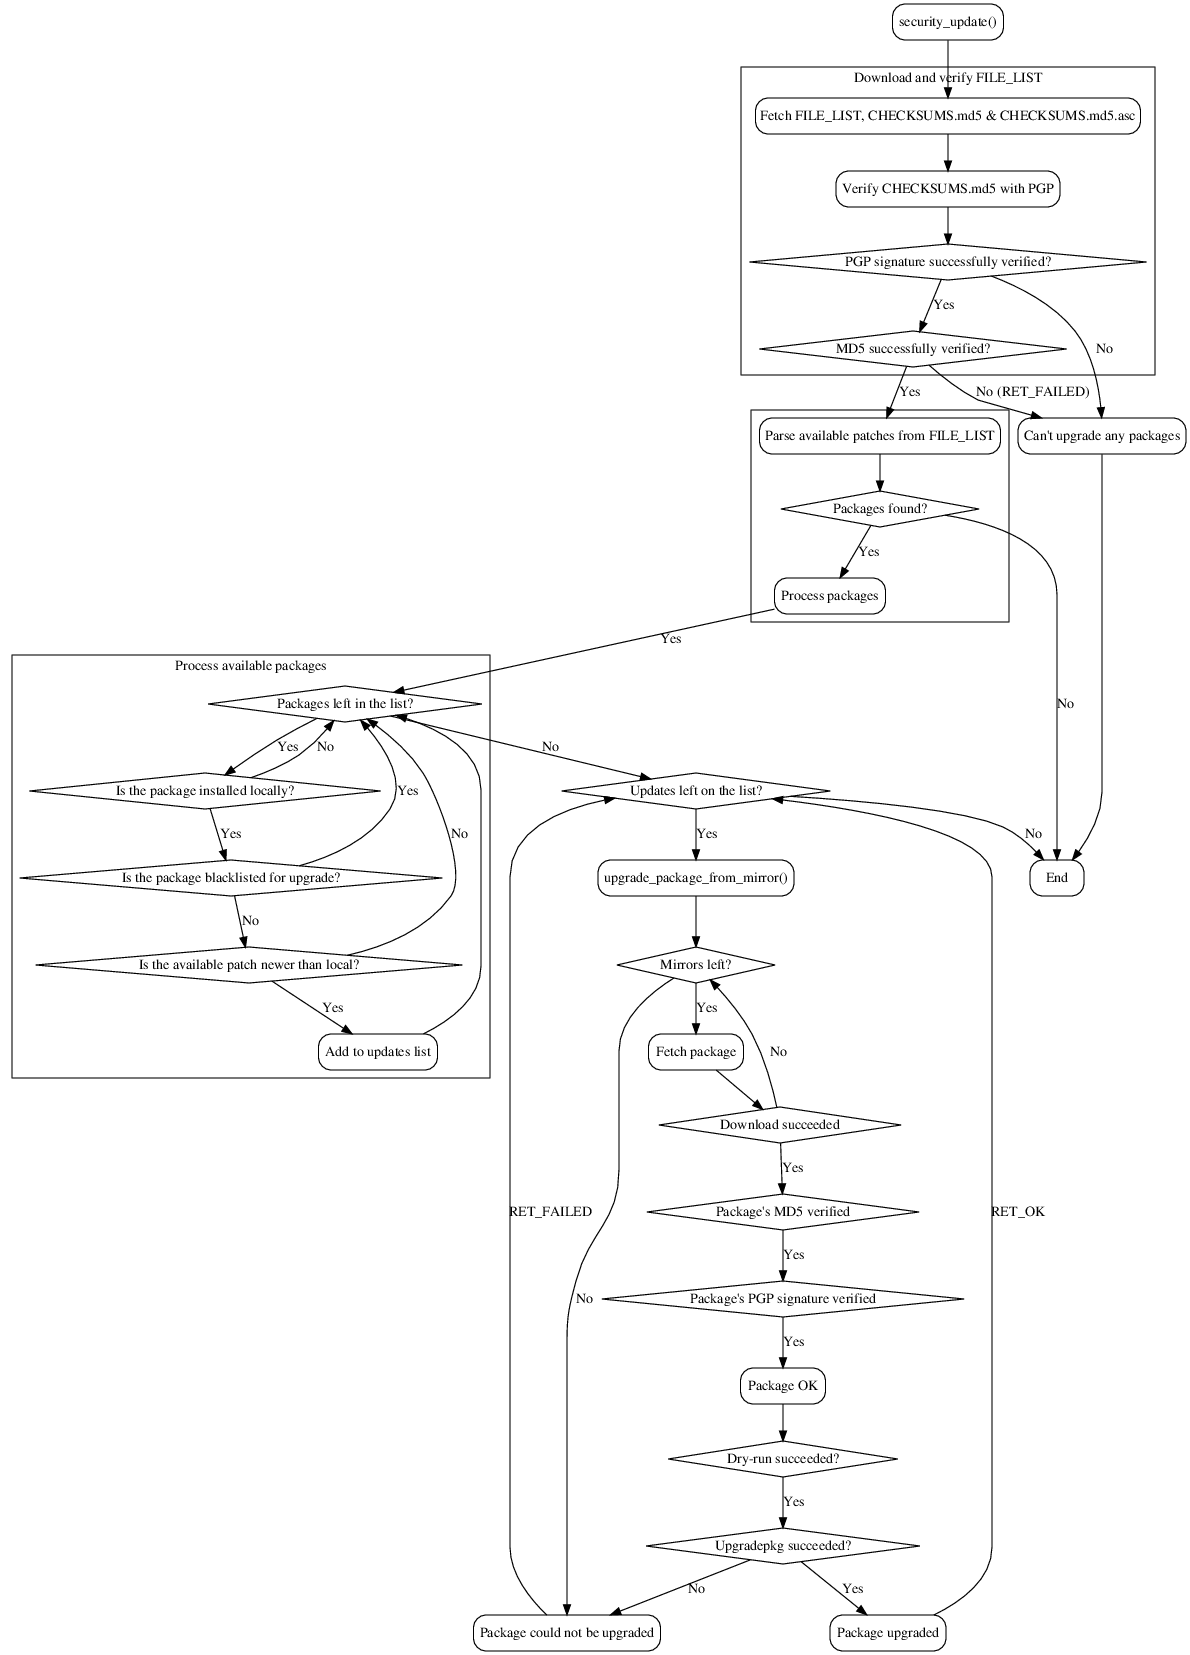 security_update()
Download and verify FILE_LIST
Fetch FILE_LIST, CHECKSUMS.md5 & CHECKSUMS.md5.asc
Verify CHECKSUMS.md5 with PGP
PGP signature successfully verified?
Yes
MD5 successfully verified?
No
Yes
No (RET_FAILED)
Parse available patches from FILE_LIST
Can't upgrade any packages
Packages found?
Yes
Process packages
Yes
Process available packages
Packages left in the list?
No
Yes
No
No
Is the package installed locally?
Yes
Updates left on the list?
Yes
No
Yes
No
Is the package blacklisted for upgrade?
upgrade_package_from_mirror()
End
No
Is the available patch newer than local?
Mirrors left?
Yes
Yes
Add to updates list
Fetch package
No
Download succeeded
Yes
RET_FAILED
Package's MD5 verified
RET_OK
Yes
No
Package's PGP signature verified
Yes
Package OK
Dry-run succeeded?
Yes
Upgradepkg succeeded?
No
Yes
Package could not be upgraded
Package upgraded